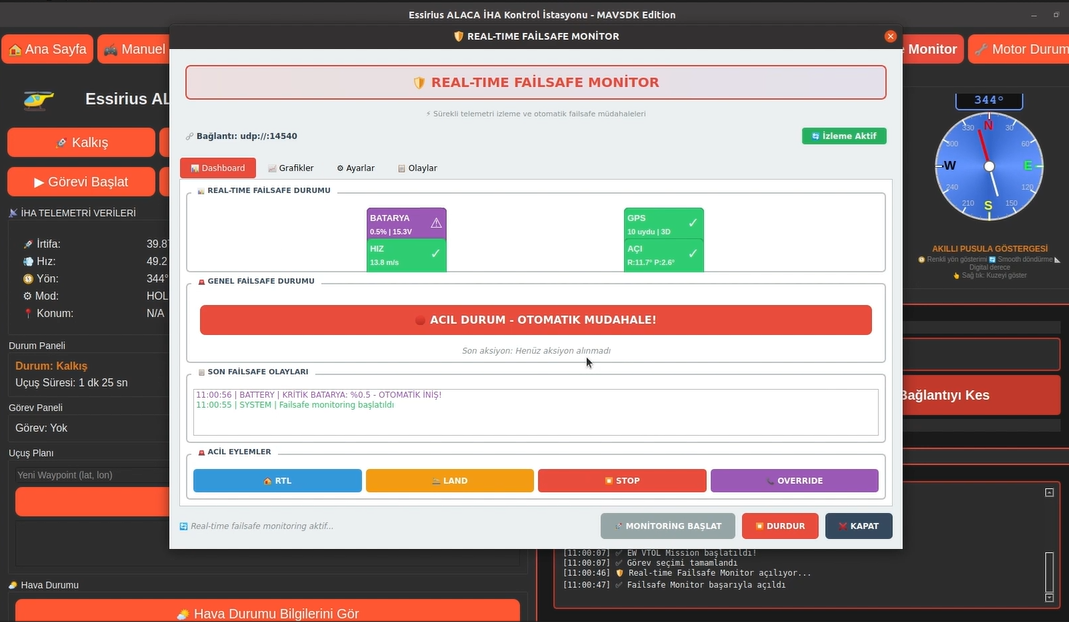 Essirius ALACA İHA Kontrol İstasyonu - MAVSDK Edition
REAL-TIME FAİLSAFE MONITOR
Ana Sayfa
Manuel
Monitor
Motor Durum
REAL-TIME FAİLSAFE MONITOR
Sürekli telemetri izleme ve otomatik failsafe müdahaleleri
Bağlantı: udp://:14540
İzleme Aktif
Dashboard
Grafikler
Ayarlar
Olaylar
REAL-TIME FAİLSAFE DURUMU
BATARYA
0.5% | 15.3V
HIZ
13.8 m/s
GPS
10 uydu | 3D
AÇI
R:11.7° P:2.6°
GENEL FAİLSAFE DURUMU
ACIL DURUM - OTOMATIK MUDAHALE!
Son aksiyon: Henüz aksiyon alınmadı
SON FAİLSAFE OLAYLARI
11:00:56 | BATTERY | KRİTİK BATARYA: %0.5 - OTOMATİK İNİŞ!
11:00:55 | SYSTEM | Failsafe monitoring başlatıldı
ACİL EYLEMLER
RTL
LAND
STOP
OVERRIDE
Real-time failsafe monitoring aktif...
MONİTORİNG BAŞLAT
DURDUR
KAPAT
Essirius AL
Kalkış
Görevi Başlat
İHA TELEMETRİ VERİLERİ
İrtifa: 39.8
Hız: 49.2
Yön: 344°
Mod: HOL
Konum: N/A
Durum Paneli
Durum: Kalkış
Uçuş Süresi: 1 dk 25 sn
Görev Paneli
Görev: Yok
Uçuş Planı
Yeni Waypoint (lat, lon)
Hava Durumu
Hava Durumu Bilgilerini Gör
344°
N
30
60
E
120
150
S
210
240
W
300
330
AKILLI PUSULA GÖSTERGESİ
Renkli yön gösterimi Smooth döndürme
Digital derece
Sağ tık: Kuzeyi göster
Bağlantıyı Kes
[11:00:07] EW VTOL Mission başlatıldı!
[11:00:07] Görev seçimi tamamlandı
[11:00:46] Real-time Failsafe Monitor açılıyor...
[11:00:47] Failsafe Monitor başarıyla açıldı